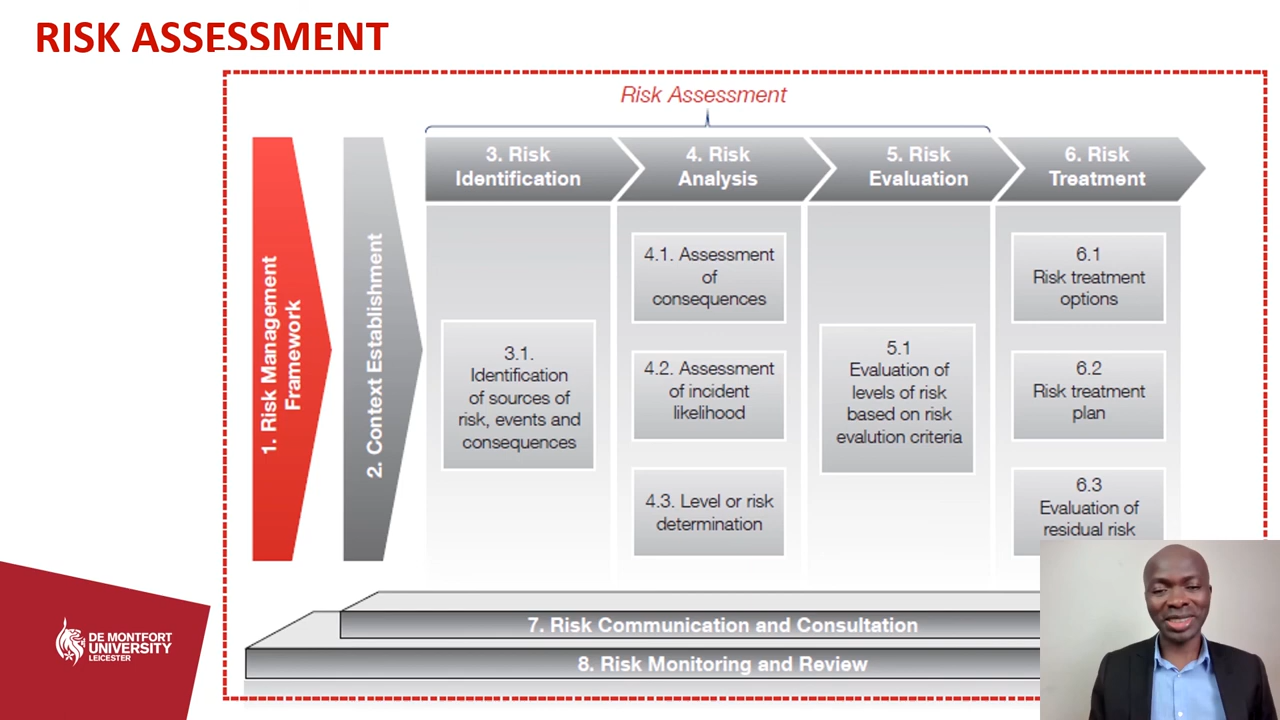 RISK ASSESSMENT
Risk Assessment
1. Risk Management
Framework
2. Context Establishment
3. Risk
Identification
3.1.
Identification
of sources of
risk, events and
consequences
4. Risk
Analysis
4.1. Assessment
of
consequences
4.2. Assessment
of incident
likelihood
4.3. Level or risk
determination
5. Risk
Evaluation
5.1
Evaluation of
levels of risk
based on risk
evalution criteria
6. Risk
Treatment
6.1
Risk treatment
options
6.2
Risk treatment
plan
6.3
Evaluation of
residual risk
7. Risk Communication and Consultation
8. Risk Monitoring and Review
DE MONTFORT
UNIVERSITY
LEICESTER